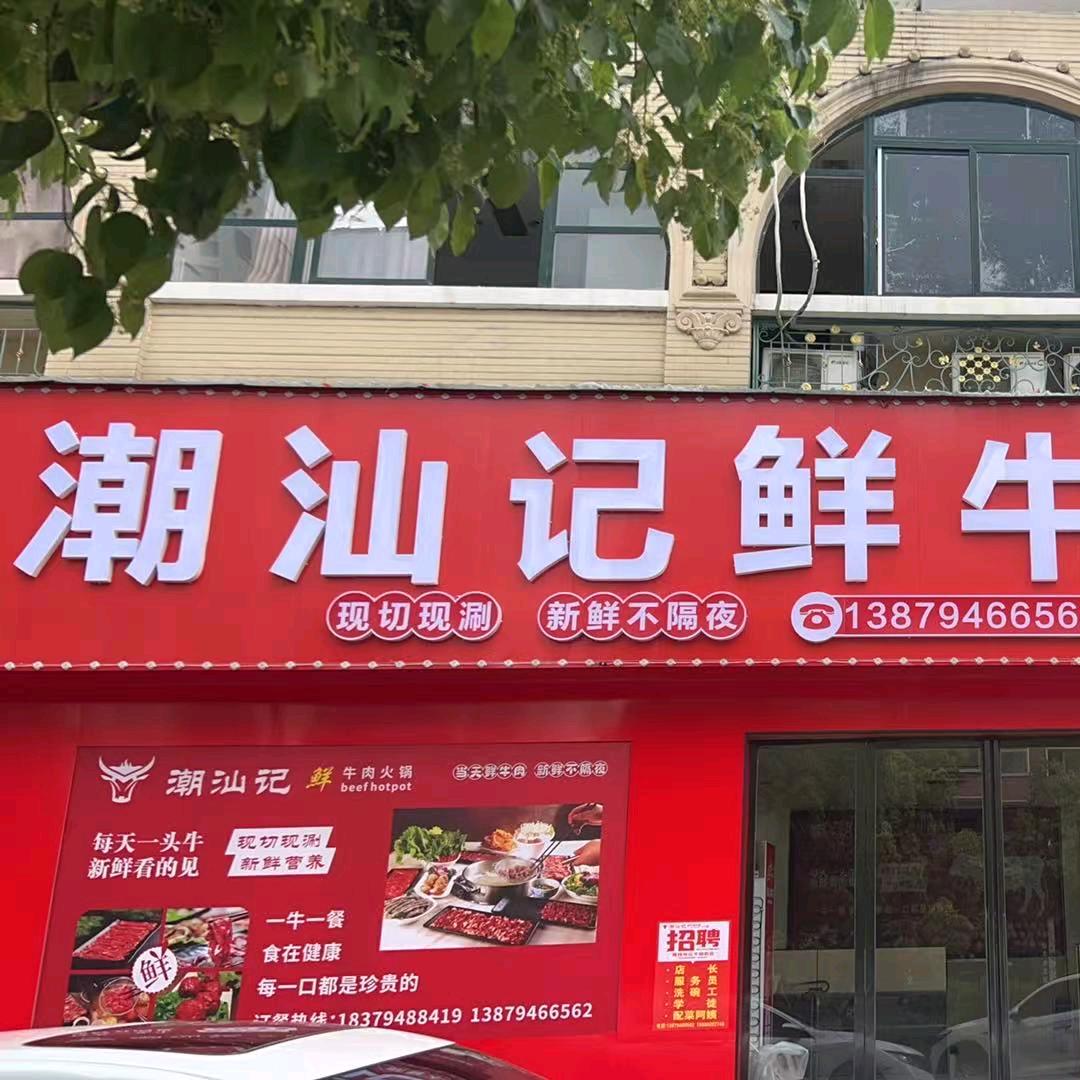 潮汕记鲜牛
现切现涮 新鲜不隔夜 ☎1387946656
潮汕记 鲜 牛肉火锅
beef hotpot
当天鲜牛肉 新鲜不隔夜
每天一头牛
新鲜看的见
现切现涮
新鲜营养
一牛一餐
食在健康
每一口都是珍贵的
鲜
订餐热线:18379488419 13879466562
招聘
·店长
·服务员
·洗碗工
·学徒
·配菜阿姨